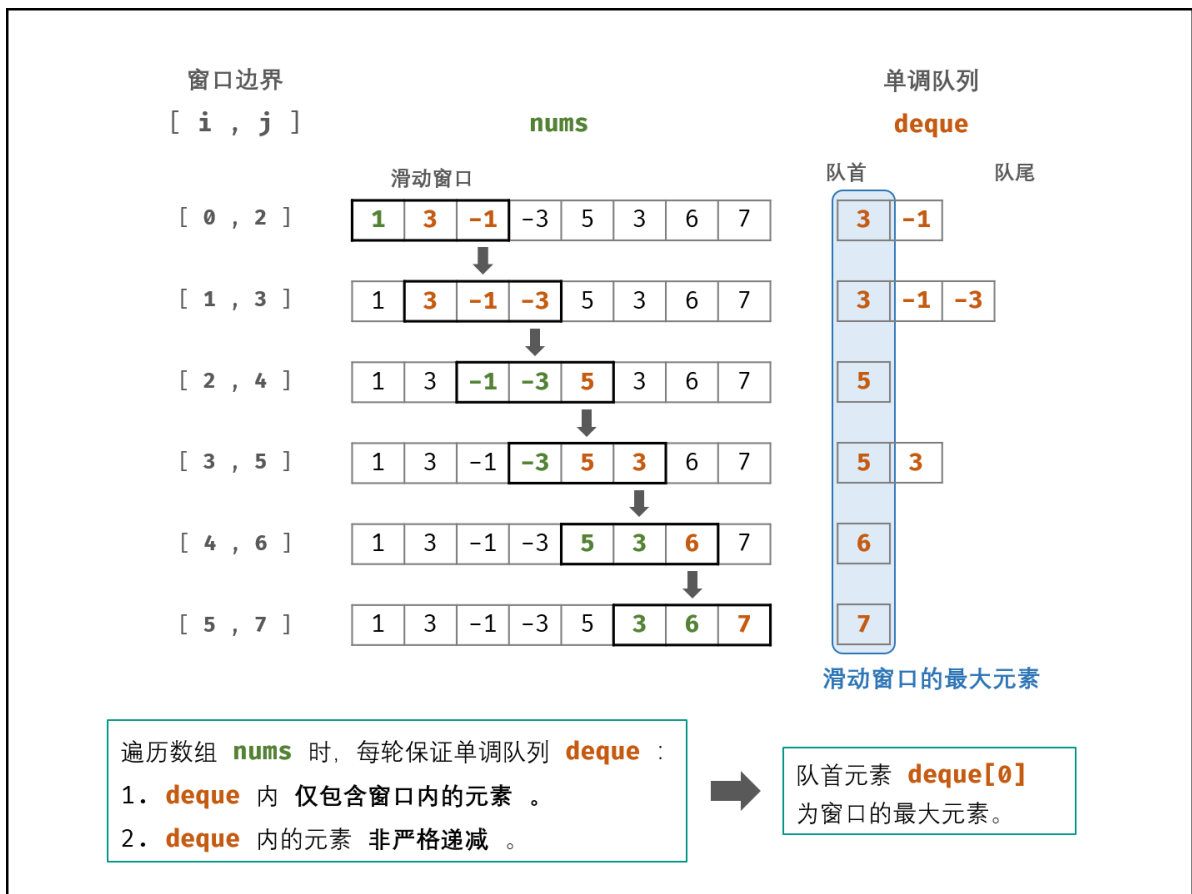 窗口边界 单调队列
[ i , j ] nums deque
滑动窗口 队首 队尾
[ 0 , 2 ] 1 3 -1 -3 5 3 6 7 3 -1
[ 1 , 3 ] 1 3 -1 -3 5 3 6 7 3 -1 -3
[ 2 , 4 ] 1 3 -1 -3 5 3 6 7 5
[ 3 , 5 ] 1 3 -1 -3 5 3 6 7 5 3
[ 4 , 6 ] 1 3 -1 -3 5 3 6 7 6
[ 5 , 7 ] 1 3 -1 -3 5 3 6 7 7
滑动窗口的最大元素
遍历数组 nums 时, 每轮保证单调队列 deque :
1. deque 内 仅包含窗口内的元素 。
2. deque 内的元素 非严格递减 。
队首元素 deque[0]
为窗口的最大元素。